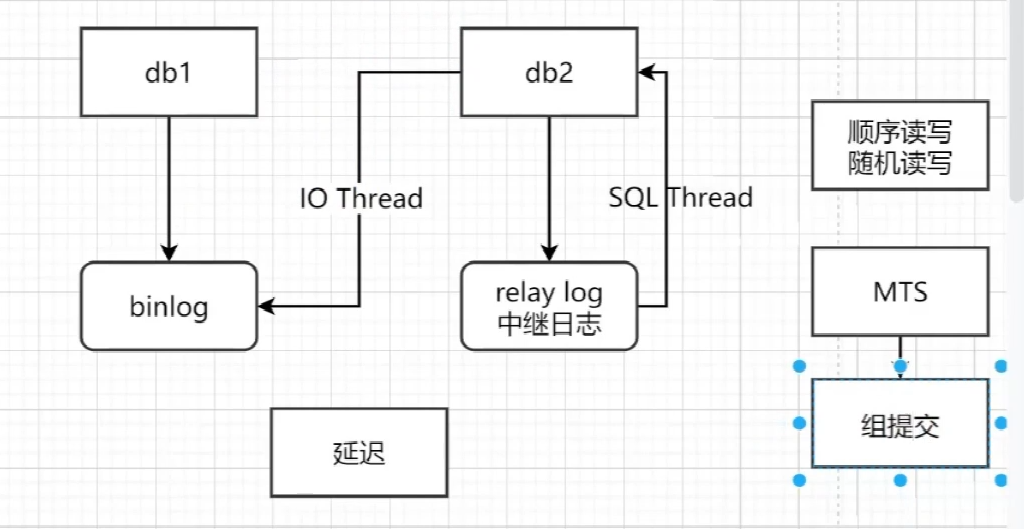 db1
db2
顺序读写
随机读写
IO Thread
SQL Thread
binlog
relay log
中继日志
MTS
延迟
组提交